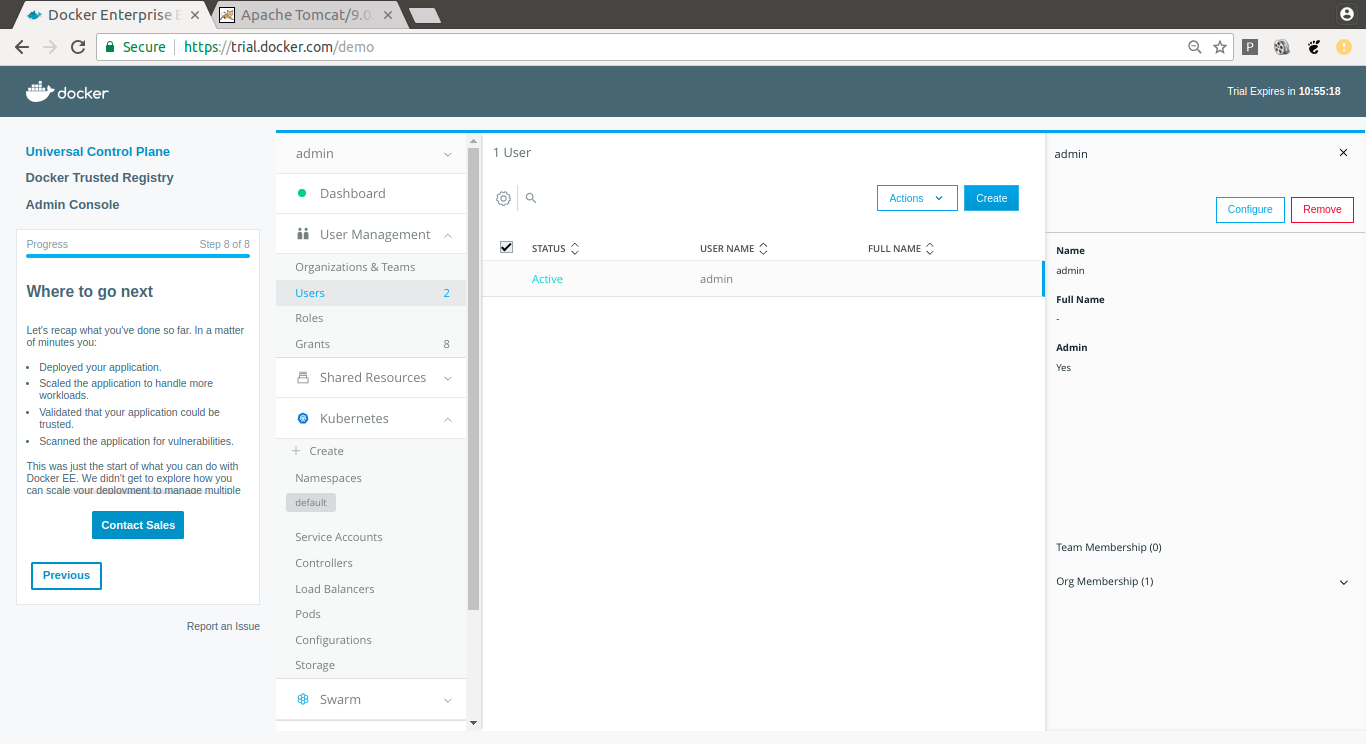 Docker Enterprise E
Apache Tomcat/9.0.
Secure
https://trial.docker.com/demo
P
docker
Trial Expires in 10:55:18
Universal Control Plane
Docker Trusted Registry
Admin Console
Progress
Step 8 of 8
Where to go next
Let's recap what you've done so far. In a matter
of minutes you:
• Deployed your application.
• Scaled the application to handle more
workloads.
• Validated that your application could be
trusted.
• Scanned the application for vulnerabilities.
This was just the start of what you can do with
Docker EE. We didn't get to explore how you
can scale your deployment to manage multiple
Contact Sales
Previous
Report an Issue
admin
Dashboard
User Management
Organizations & Teams
Users 2
Roles
Grants 8
Shared Resources
Kubernetes
+ Create
Namespaces
default
Service Accounts
Controllers
Load Balancers
Pods
Configurations
Storage
Swarm
1 User
Actions
Create
STATUS
USER NAME
FULL NAME
Active
admin
admin
Configure
Remove
Name
admin
Full Name
-
Admin
Yes
Team Membership (0)
Org Membership (1)